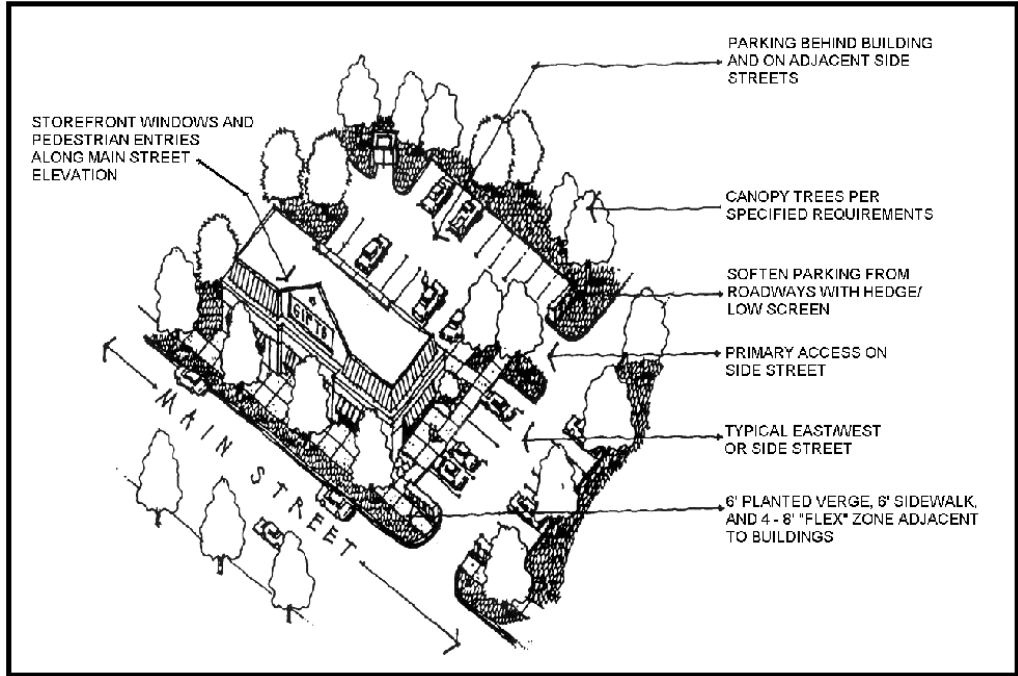 PARKING BEHIND BUILDING
AND ON ADJACENT SIDE
STREETS
STOREFRONT WINDOWS AND
PEDESTRIAN ENTRIES
ALONG MAIN STREET
ELEVATION
CANOPY TREES PER
SPECIFIED REQUIREMENTS
SOFTEN PARKING FROM
ROADWAYS WITH HEDGE/
LOW SCREEN
GIFTS
PRIMARY ACCESS ON
SIDE STREET
TYPICAL EAST/WEST
OR SIDE STREET
MAIN STREET
6' PLANTED VERGE, 6' SIDEWALK,
AND 4 - 8' "FLEX" ZONE ADJACENT
TO BUILDINGS